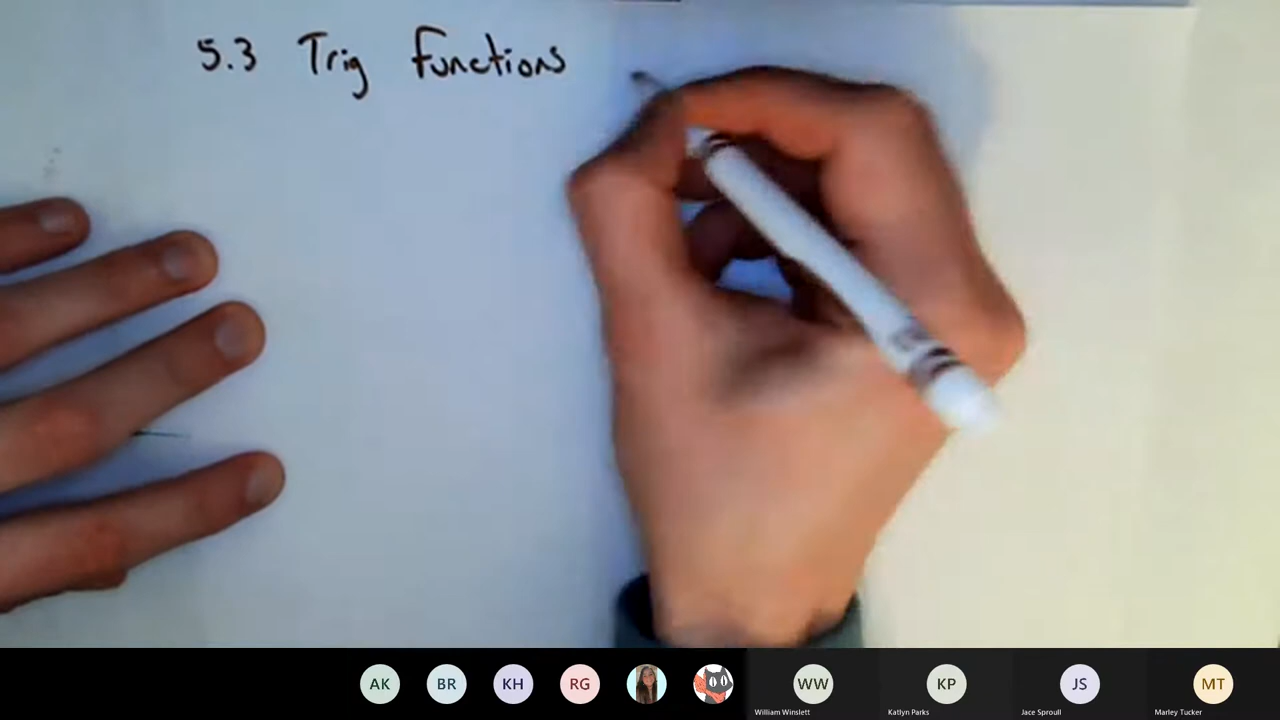 5.3 Trig Functions
AK BR KH RG WW KP JS MT
William Winslett Katlyn Parks Jace Sproull Marley Tucker